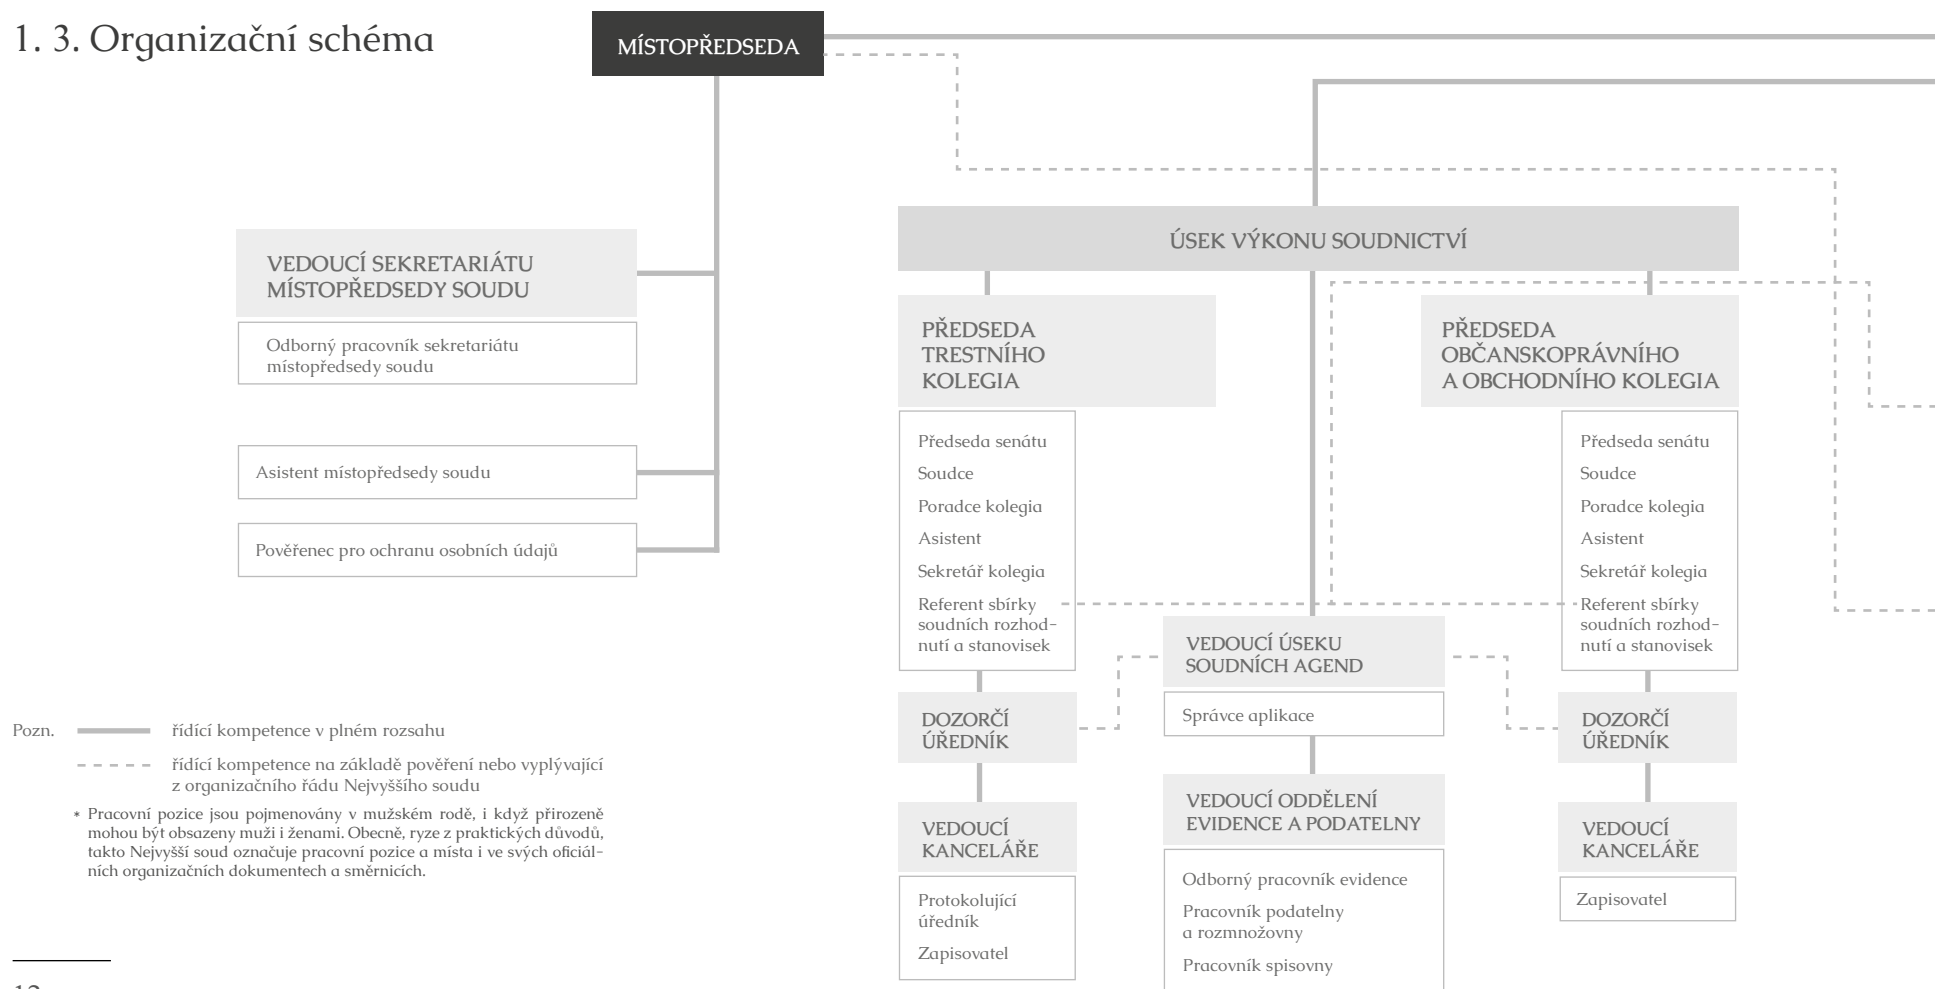 1. 3. Organizační schéma
MÍSTOPŘEDSEDA
VEDOUCÍ SEKRETARIÁTU
MÍSTOPŘEDSEDY SOUDU
Odborný pracovník sekretariátu
místopředsedy soudu
Asistent místopředsedy soudu
Pověřenec pro ochranu osobních údajů
ÚSEK VÝKONU SOUDNICTVÍ
PŘEDSEDA
TRESTNÍHO
KOLEGIA
Předseda senátu
Soudce
Poradce kolegia
Asistent
Sekretář kolegia
Referent sbírky
soudních rozhod-
nutí a stanovisek
DOZORČÍ
ÚŘEDNÍK
VEDOUCÍ
KANCELÁŘE
Protokolující
úředník
Zapisovatel
VEDOUCÍ ÚSEKU
SOUDNÍCH AGEND
Správce aplikace
VEDOUCÍ ODDĚLENÍ
EVIDENCE A PODATELNY
Odborný pracovník evidence
Pracovník podatelny
a rozmnožovny
Pracovník spisovny
PŘEDSEDA
OBČANSKOPRÁVNÍHO
A OBCHODNÍHO KOLEGIA
Předseda senátu
Soudce
Poradce kolegia
Asistent
Sekretář kolegia
Referent sbírky
soudních rozhod-
nutí a stanovisek
DOZORČÍ
ÚŘEDNÍK
VEDOUCÍ
KANCELÁŘE
Zapisovatel
Pozn.
řídící kompetence v plném rozsahu
řídící kompetence na základě pověření nebo vyplývající
z organizačního řádu Nejvyššího soudu
* Pracovní pozice jsou pojmenovány v mužském rodě, i když přirozeně
mohou být obsazeny muži i ženami. Obecně, ryze z praktických důvodů,
takto Nejvyšší soud označuje pracovní pozice a místa i ve svých oficiál-
ních organizačních dokumentech a směrnicích.